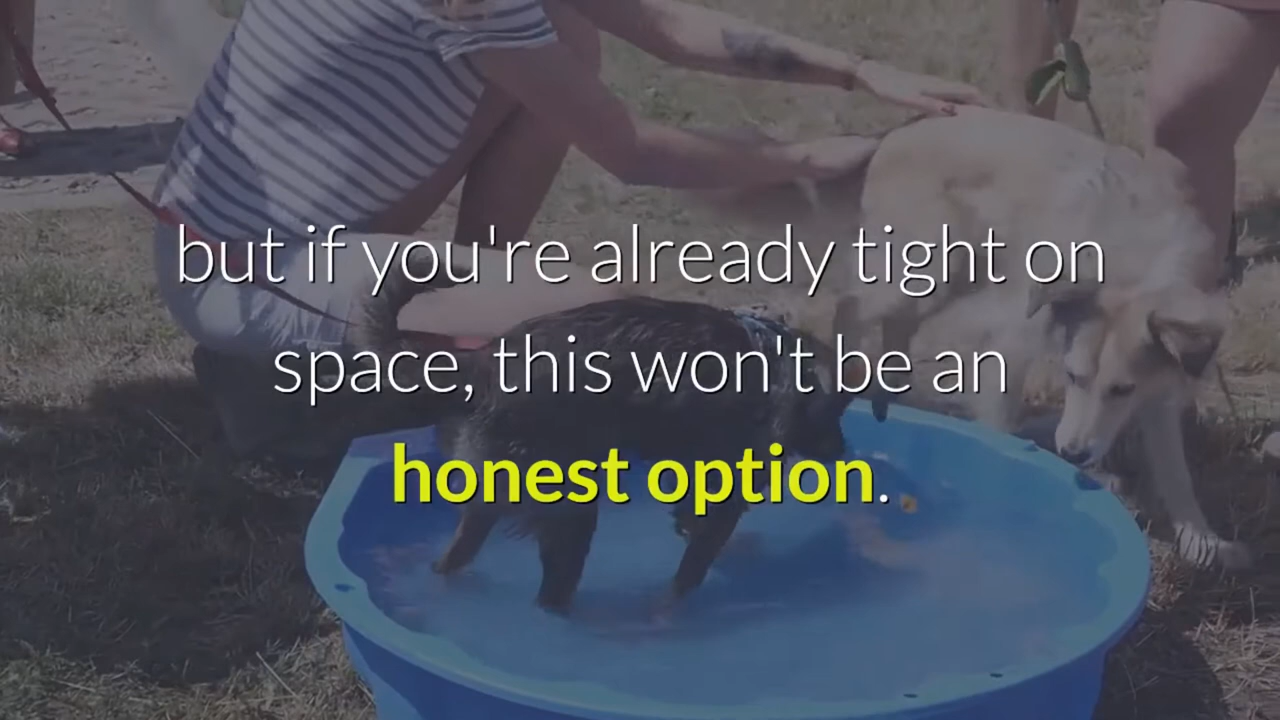 but if you're already tight on
space, this won't be an
honest option.